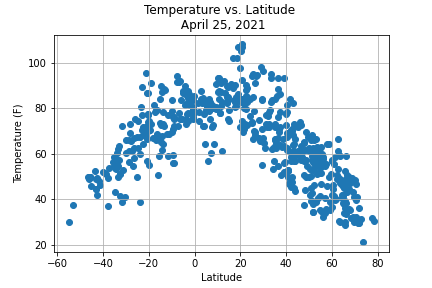 Temperature vs. Latitude
April 25, 2021
Temperature (F)
100
80
60
40
20
−60 −40 −20 0 20 40 60 80
Latitude